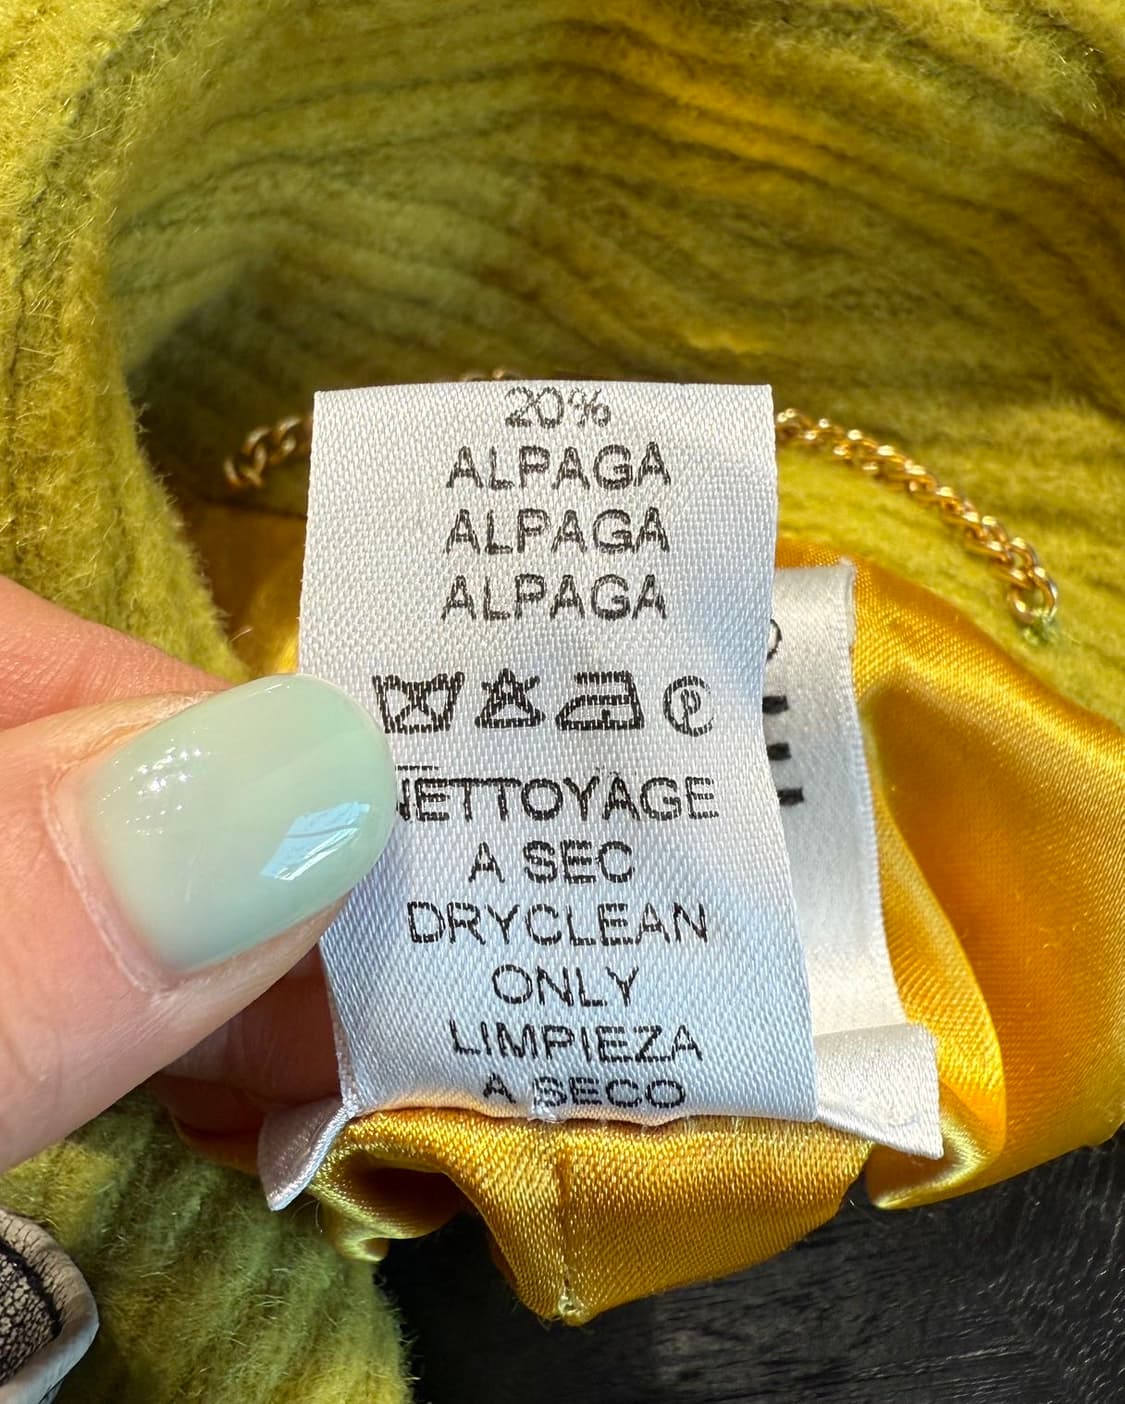 20%
ALPAGA
ALPAGA
ALPAGA
P
NETTOYAGE
A SEC
DRYCLEAN
ONLY
LIMPIEZA
A SECO